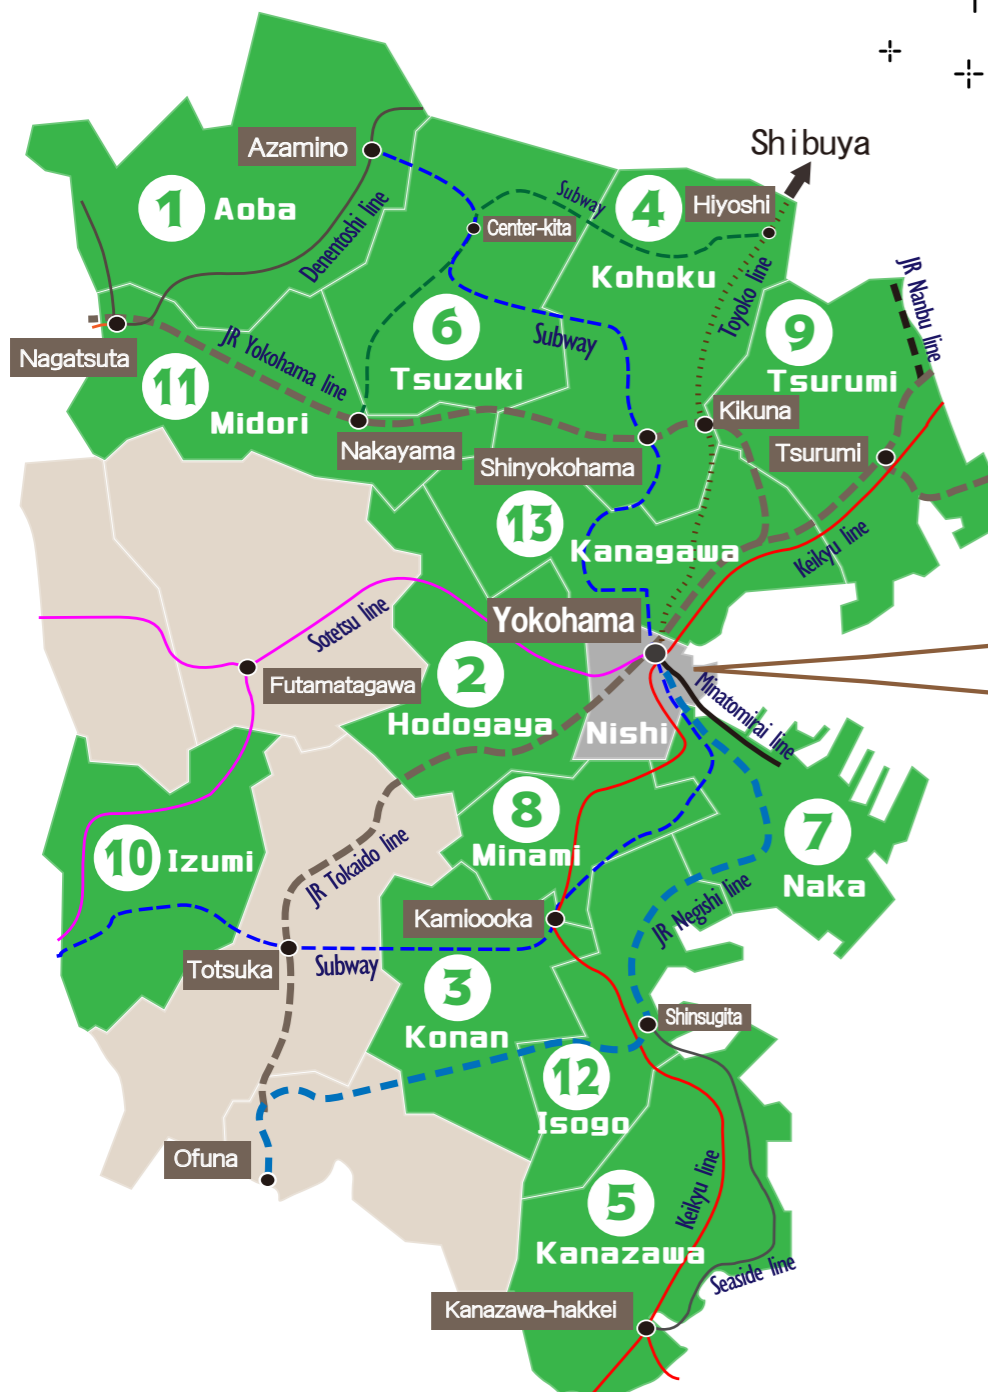 Shibuya
Azamino
1 Aoba
Denentoshi line
Subway
4
Hiyoshi
Center-kita
Kohoku
Toyoko line
JR Nanbu line
Nagatsuta
JR Yokohama line
6
Tsuzuki
Subway
9
Tsurumi
11
Midori
Nakayama
Kikuna
Shinyokohama
Tsurumi
13
Kanagawa
Keikyu line
Sotetsu line
Yokohama
Futamatagawa
2
Hodogaya
Nishi
Minatomirai line
8
Minami
7
Naka
10 Izumi
JR Tokaido line
Kamioooka
JR Negishi line
Totsuka
Subway
3
Konan
Shinsugita
12
Isogo
Ofuna
5
Kanazawa
Keikyu line
Seaside line
Kanazawa-hakkei